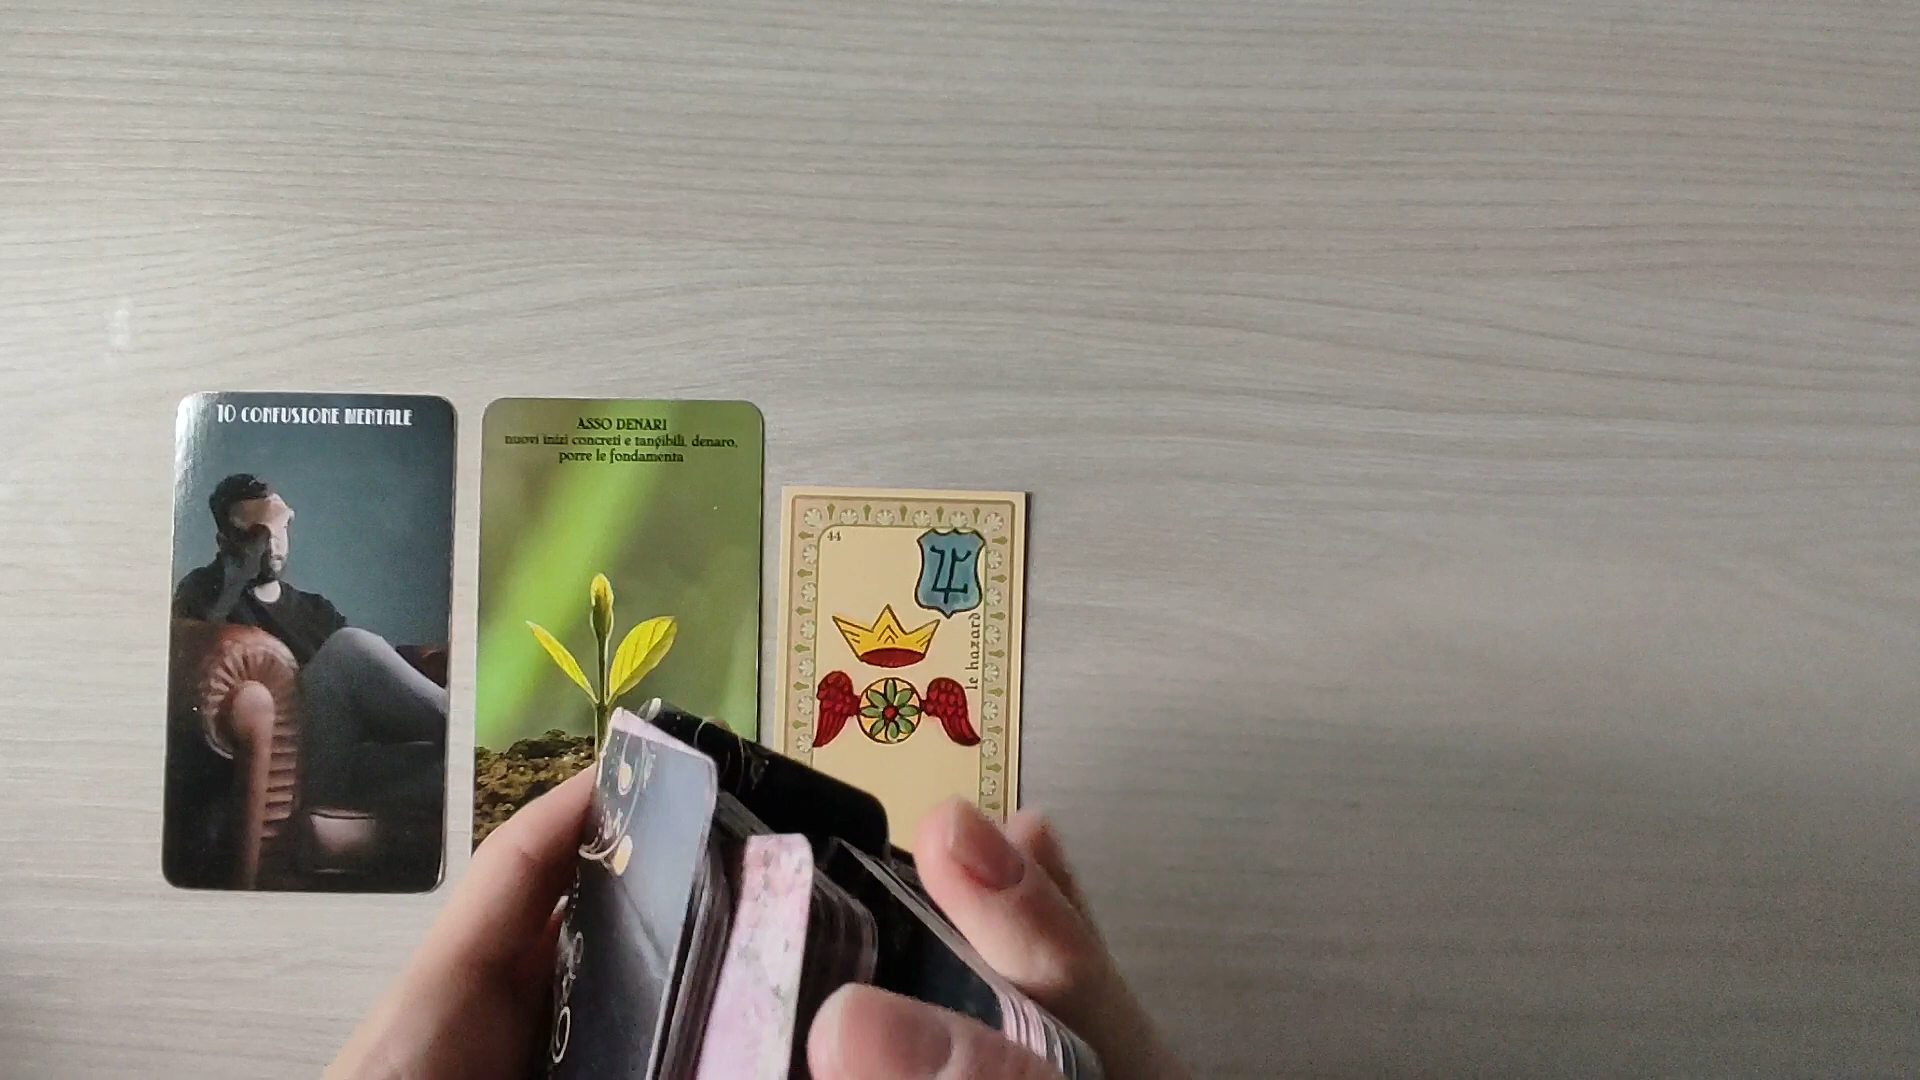 10 CONFUSIONE MENTALE
ASSO DENARI
nuovi inizi concreti e tangibili, denaro,
porre le fondamenta
44
le hazard